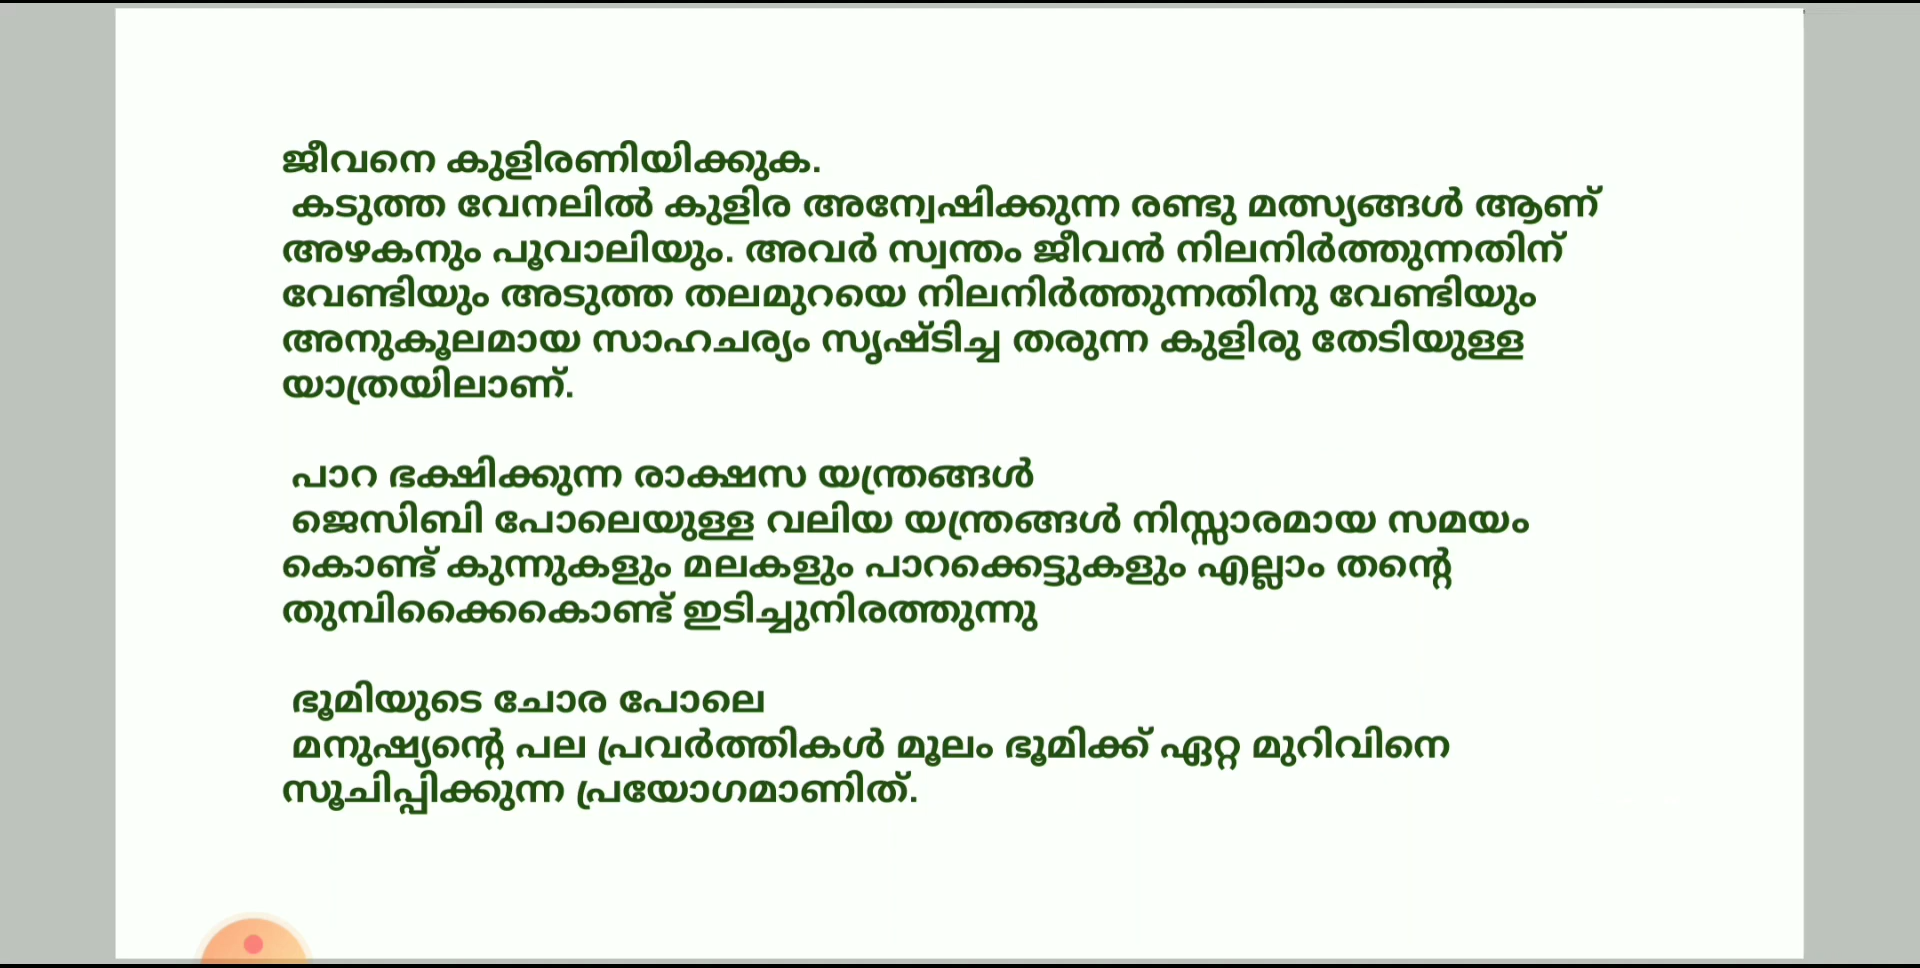 ജീവനെ കുളിരണിയിക്കുക.
കടുത്ത വേനലിൽ കുളിര അന്വേഷിക്കുന്ന രണ്ടു മത്സ്യങ്ങൾ ആണ്
അഴകനും പൂവാലിയും. അവർ സ്വന്തം ജീവൻ നിലനിർത്തുന്നതിന്
വേണ്ടിയും അടുത്ത തലമുറയെ നിലനിർത്തുന്നതിനു വേണ്ടിയും
അനുകൂലമായ സാഹചര്യം സൃഷ്ടിച്ച തരുന്ന കുളിരു തേടിയുള്ള
യാത്രയിലാണ്.
പാറ ഭക്ഷിക്കുന്ന രാക്ഷസ യന്ത്രങ്ങൾ
ജെസിബി പോലെയുള്ള വലിയ യന്ത്രങ്ങൾ നിസ്സാരമായ സമയം
കൊണ്ട് കുന്നുകളും മലകളും പാറക്കെട്ടുകളും എല്ലാം തന്റെ
തുമ്പിക്കൈകൊണ്ട് ഇടിച്ചുനിരത്തുന്നു
ഭൂമിയുടെ ചോര പോലെ
മനുഷ്യന്റെ പല പ്രവർത്തികൾ മൂലം ഭൂമിക്ക് ഏറ്റ മുറിവിനെ
സൂചിപ്പിക്കുന്ന പ്രയോഗമാണിത്.